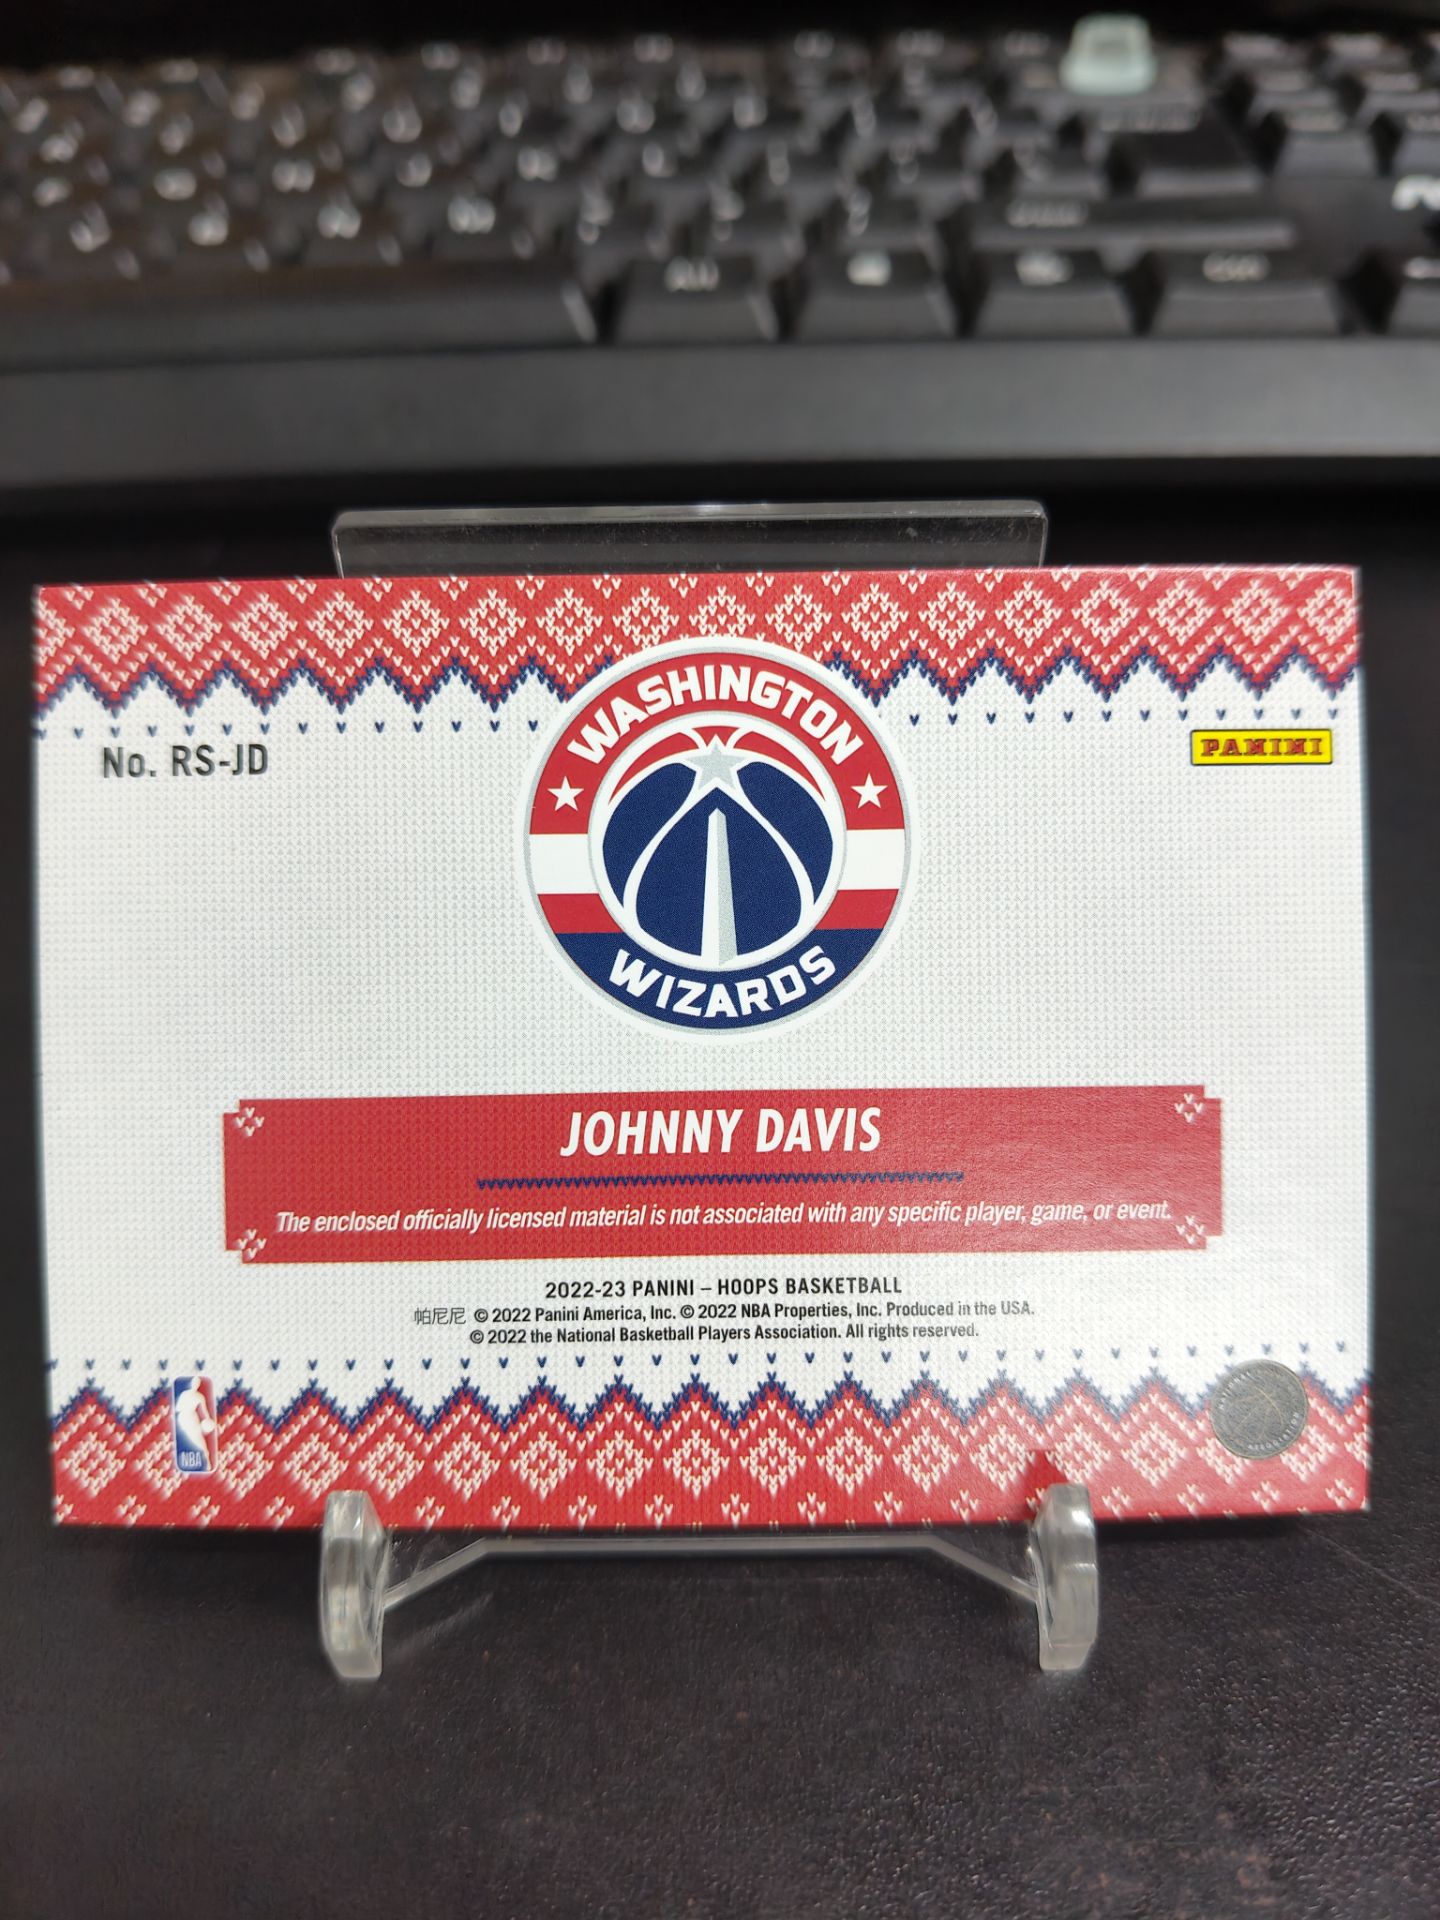 Alt
Ctrl
No. RS-JD
PANINI
WASHINGTON
WIZARDS
JOHNNY DAVIS
The enclosed officially licensed material is not associated with any specific player, game, or event.
2022-23 PANINI – HOOPS BASKETBALL
帕尼尼 © 2022 Panini America, Inc. © 2022 NBA Properties, Inc. Produced in the USA.
© 2022 the National Basketball Players Association. All rights reserved.
NBA